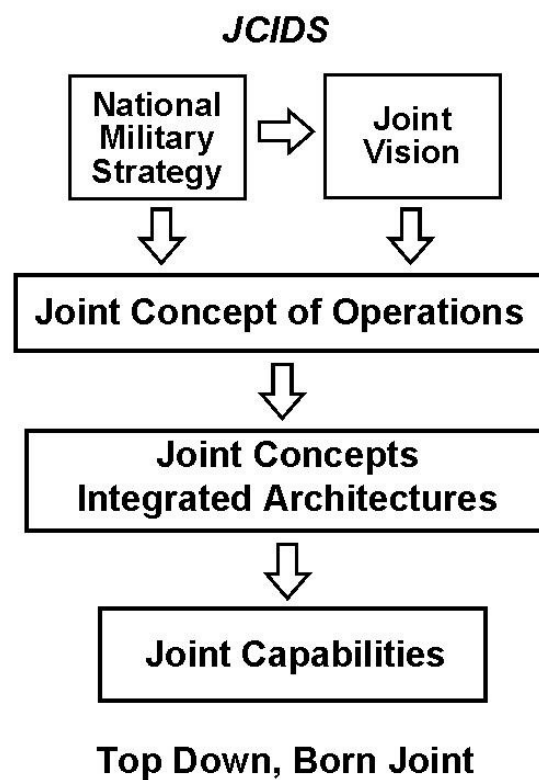 JCIDS
National
Military
Strategy
Joint
Vision
Joint Concept of Operations
Joint Concepts
Integrated Architectures
Joint Capabilities
Top Down, Born Joint